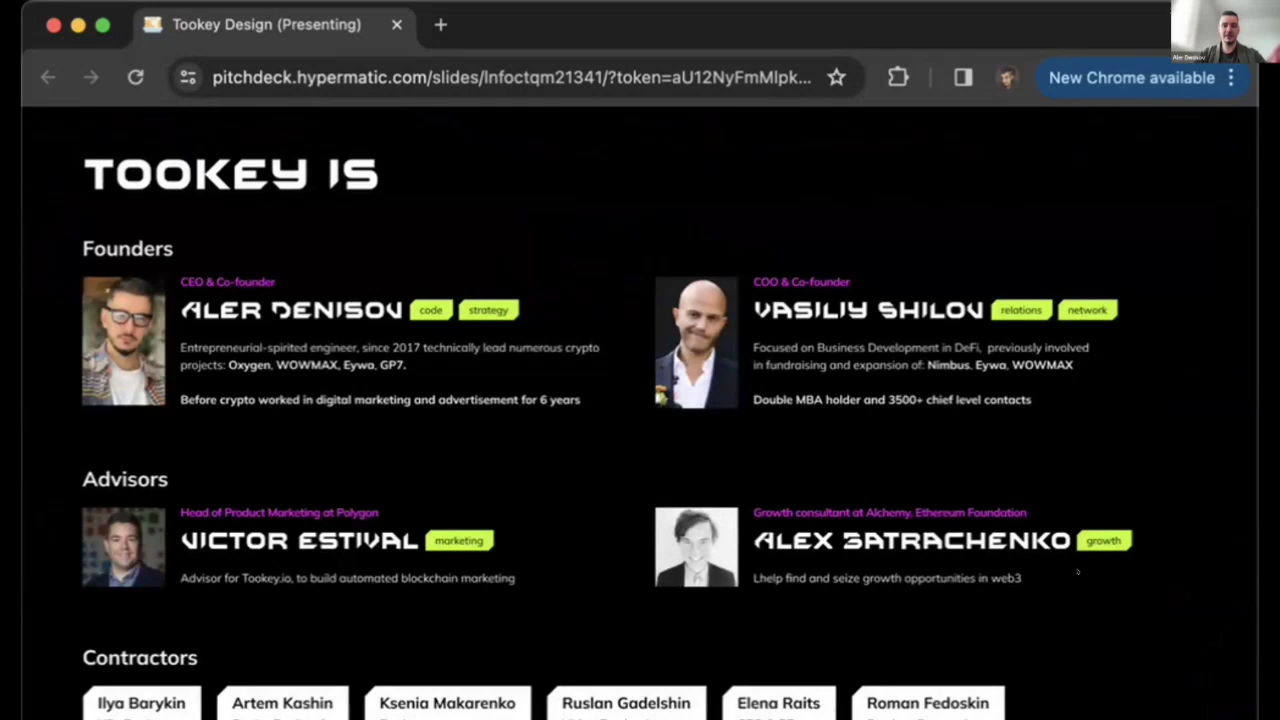 Tookey Design (Presenting)
pitchdeck.hypermatic.com/slides/lnfoctqm21341/?token=aU12NyFmMlpk...
New Chrome available
Aler Denisov
TOOKEY IS
Founders
CEO & Co-founder
ALER DENISOV code strategy
Entrepreneurial-spirited engineer, since 2017 technically lead numerous crypto
projects: Oxygen, WOWMAX, Eywa, GP7.
Before crypto worked in digital marketing and advertisement for 6 years
COO & Co-founder
VASILIY SHILOV relations network
Focused on Business Development in DeFi, previously involved
in fundraising and expansion of: Nimbus, Eywa, WOWMAX
Double MBA holder and 3500+ chief level contacts
Advisors
Head of Product Marketing at Polygon
VICTOR ESTIVAL marketing
Advisor for Tookey.io, to build automated blockchain marketing
Growth consultant at Alchemy, Ethereum Foundation
ALEX BATRACHENKO growth
I.help find and seize growth opportunities in web3
Contractors
Ilya Barykin
Artem Kashin
Ksenia Makarenko
Ruslan Gadelshin
Elena Raits
Roman Fedoskin